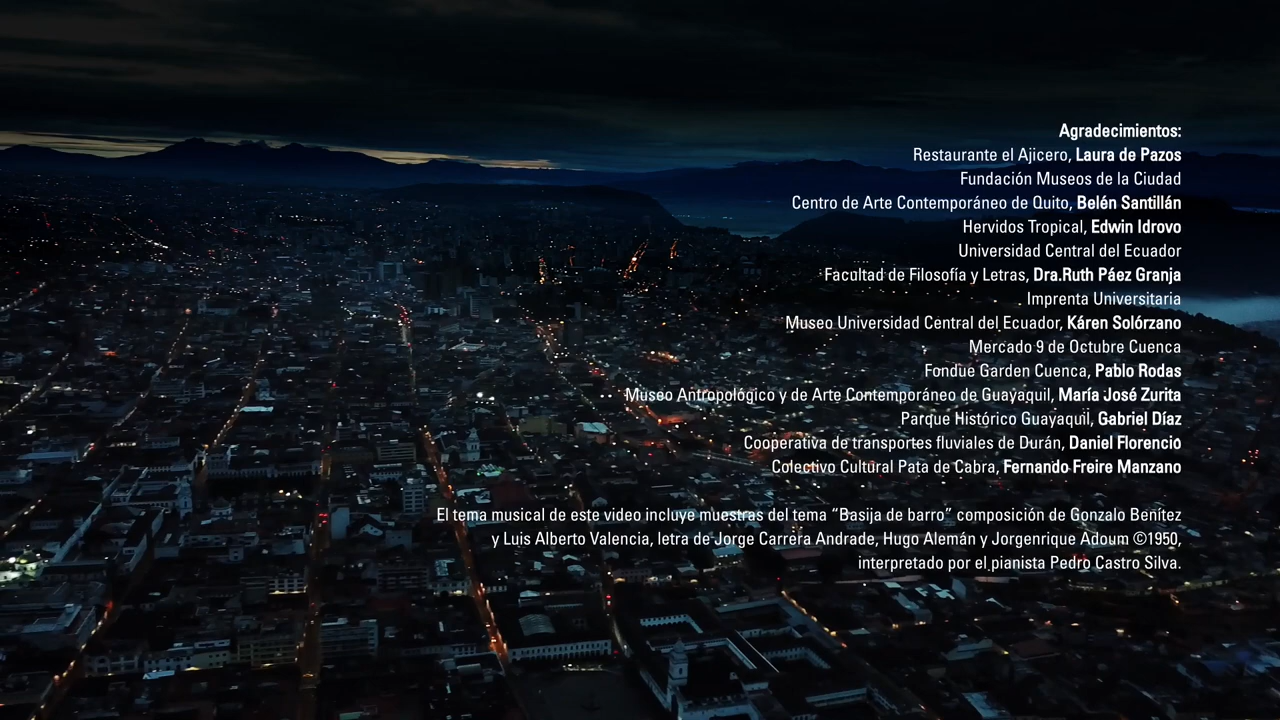 Agradecimientos:
Restaurante el Ajicero, Laura de Pazos
Fundación Museos de la Ciudad
Centro de Arte Contemporáneo de Quito, Belén Santillán
Hervidos Tropical, Edwin Idrovo
Universidad Central del Ecuador
Facultad de Filosofía y Letras, Dra.Ruth Páez Granja
Imprenta Universitaria
Museo Universidad Central del Ecuador, Káren Solórzano
Mercado 9 de Octubre Cuenca
Fondue Garden Cuenca, Pablo Rodas
Museo Antropológico y de Arte Contemporáneo de Guayaquil, María José Zurita
Parque Histórico Guayaquil, Gabriel Díaz
Cooperativa de transportes fluviales de Durán, Daniel Florencio
Colectivo Cultural Pata de Cabra, Fernando Freire Manzano
El tema musical de este video incluye muestras del tema “Basija de barro” composición de Gonzalo Benítez
y Luis Alberto Valencia, letra de Jorge Carrera Andrade, Hugo Alemán y Jorgenrique Adoum ©1950,
interpretado por el pianista Pedro Castro Silva.